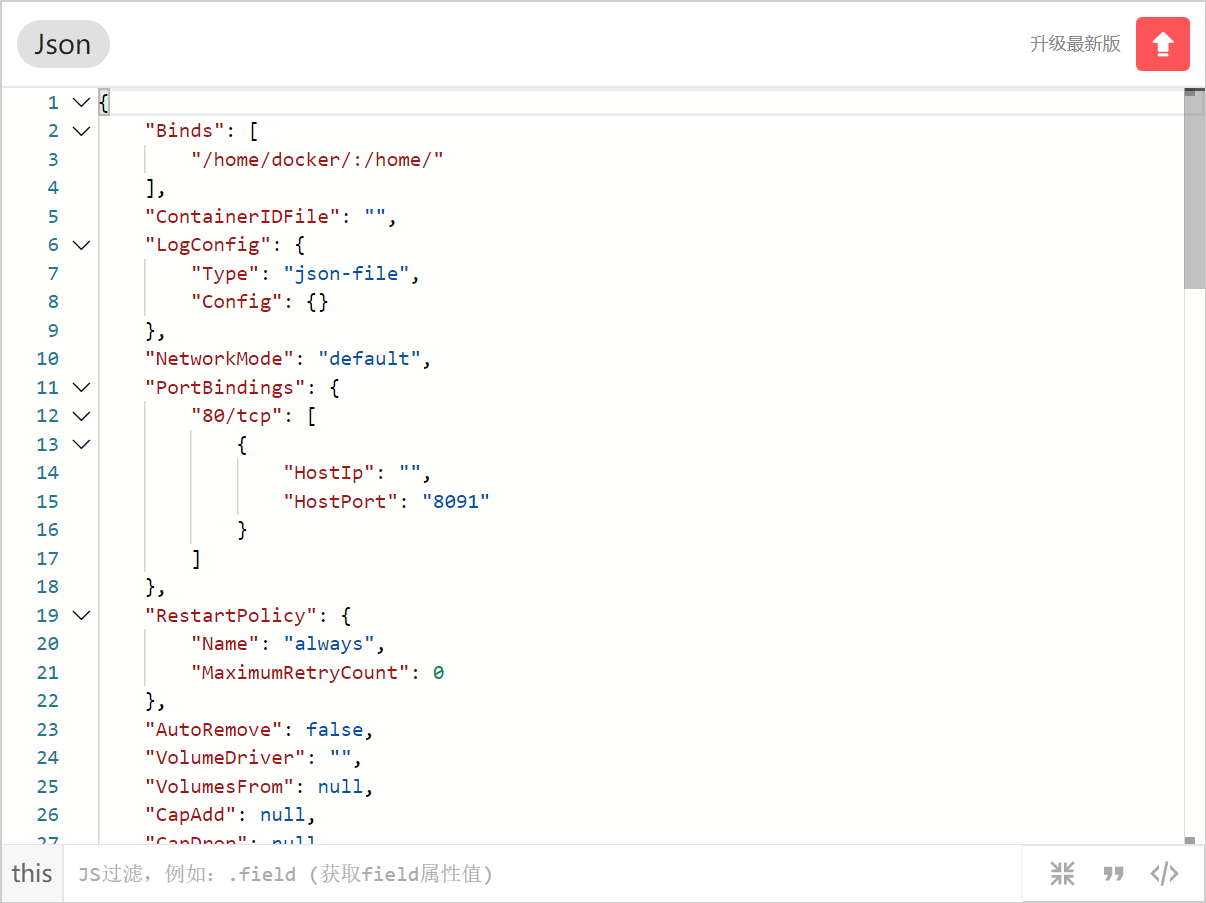 Json
升级最新版
1 {
2 "Binds": [
3 "/home/docker/:/home/"
4 ],
5 "ContainerIDFile": "",
6 "LogConfig": {
7 "Type": "json-file",
8 "Config": {}
9 },
10 "NetworkMode": "default",
11 "PortBindings": {
12 "80/tcp": [
13 {
14 "HostIp": "",
15 "HostPort": "8091"
16 }
17 ]
18 },
19 "RestartPolicy": {
20 "Name": "always",
21 "MaximumRetryCount": 0
22 },
23 "AutoRemove": false,
24 "VolumeDriver": "",
25 "VolumesFrom": null,
26 "CapAdd": null,
27 "CapDrop": null
this JS过滤，例如：.field (获取field属性值)